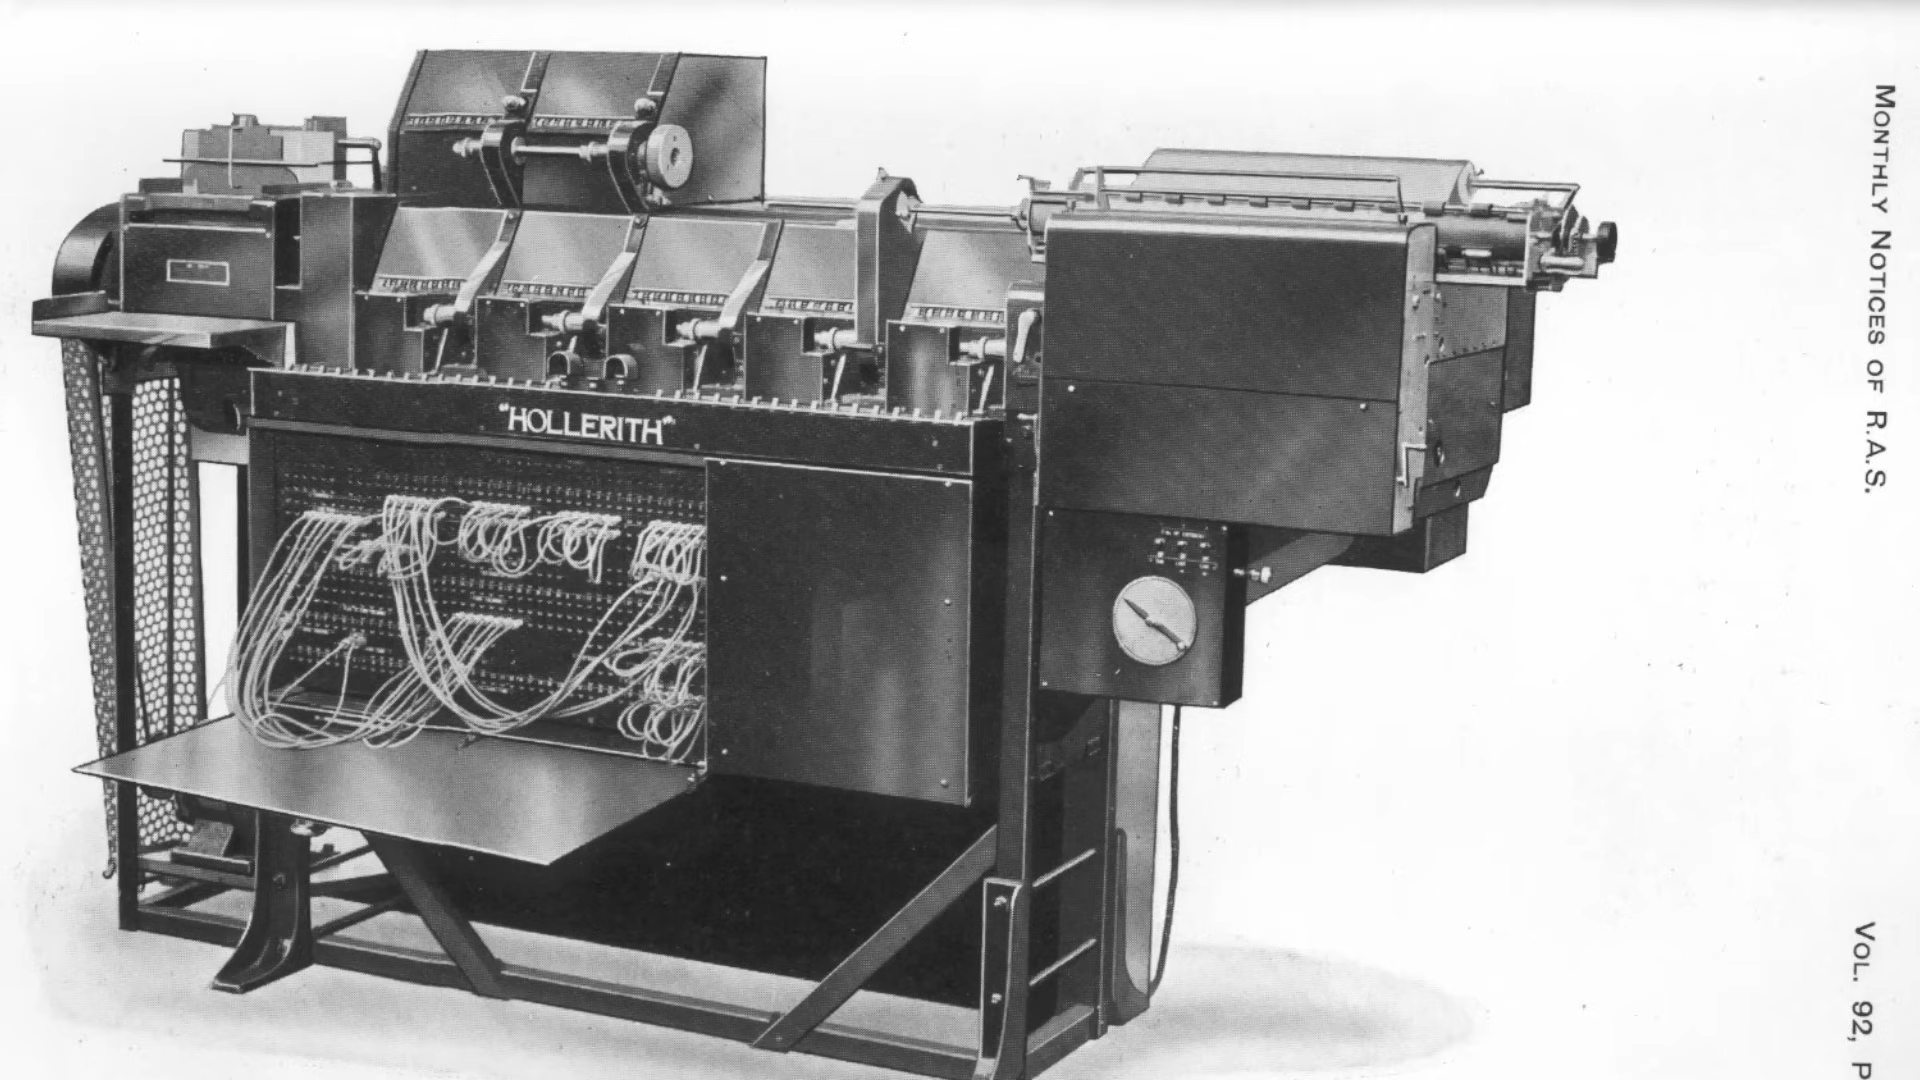 MONTHLY NOTICES OF R.A.S.
VOL. 92, P
"HOLLERITH"